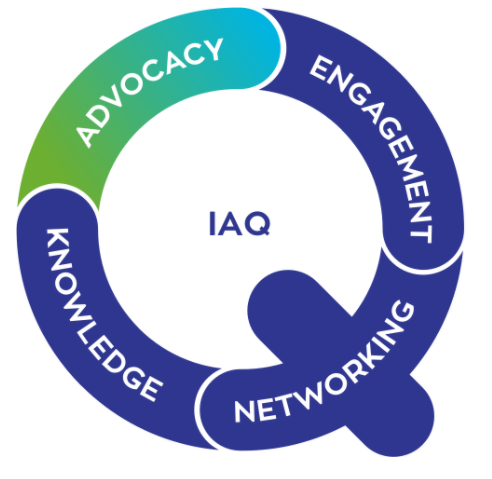 ADVOCACY
ENGAGEMENT
IAQ
KNOWLEDGE
NETWORKING